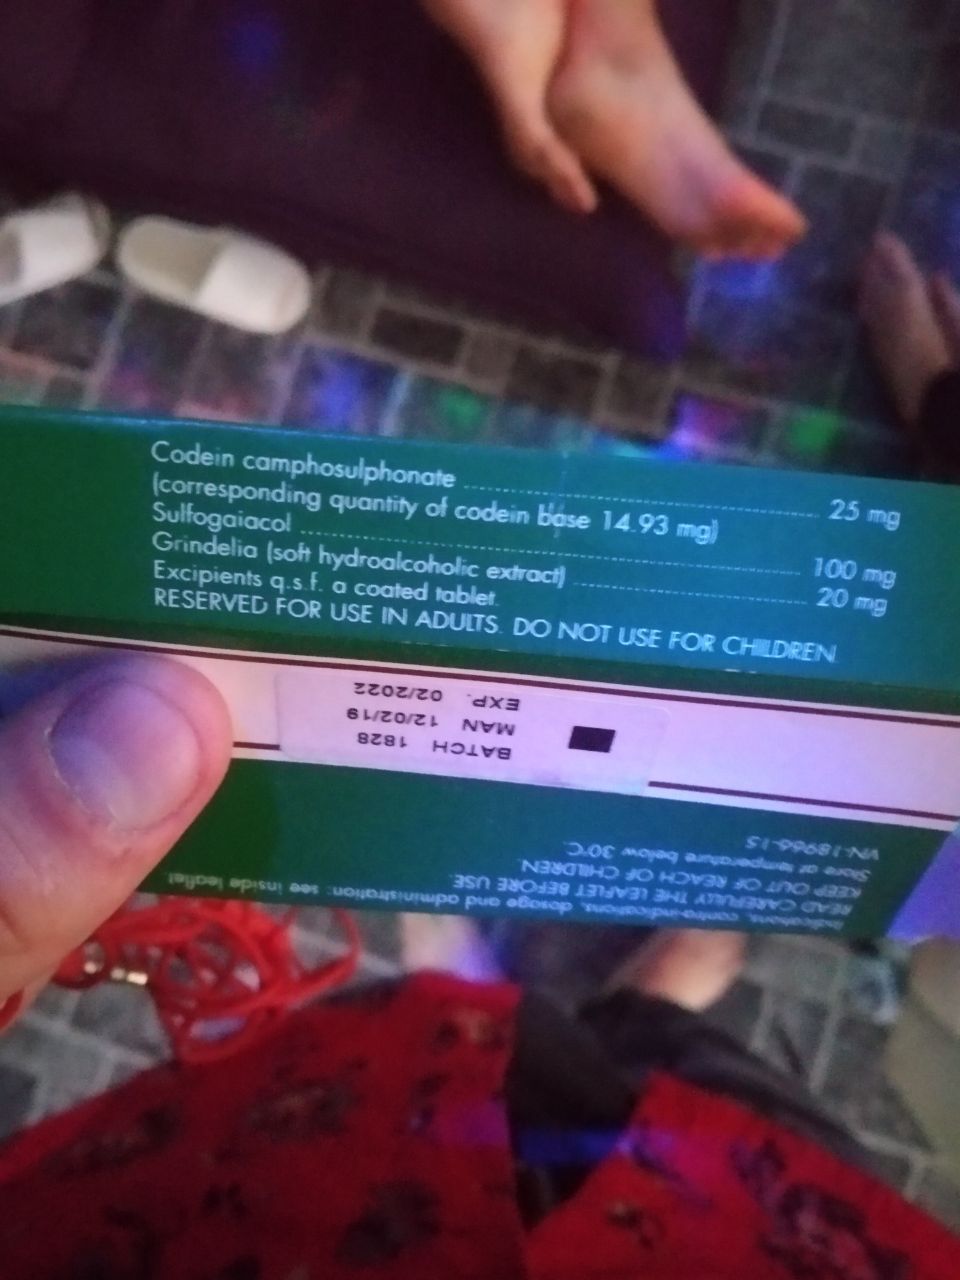 Codein camphosulphonate ........................ 25 mg
(corresponding quantity of codein base 14.93 mg)
Sulfogaiacol ........................ 100 mg
Grindelia (soft hydroalcoholic extract) ........................ 20 mg
Excipients q.s.f. a coated tablet.
RESERVED FOR USE IN ADULTS. DO NOT USE FOR CHILDREN.
BATCH 1828
MAN 12/02/19
EXP. 02/2022
Indications, contra-indications, dosage and administration: see inside leaflet
READ CAREFULLY THE LEAFLET BEFORE USE.
KEEP OUT OF REACH OF CHILDREN.
Store at temperature below 30°C.
VN-18966-15